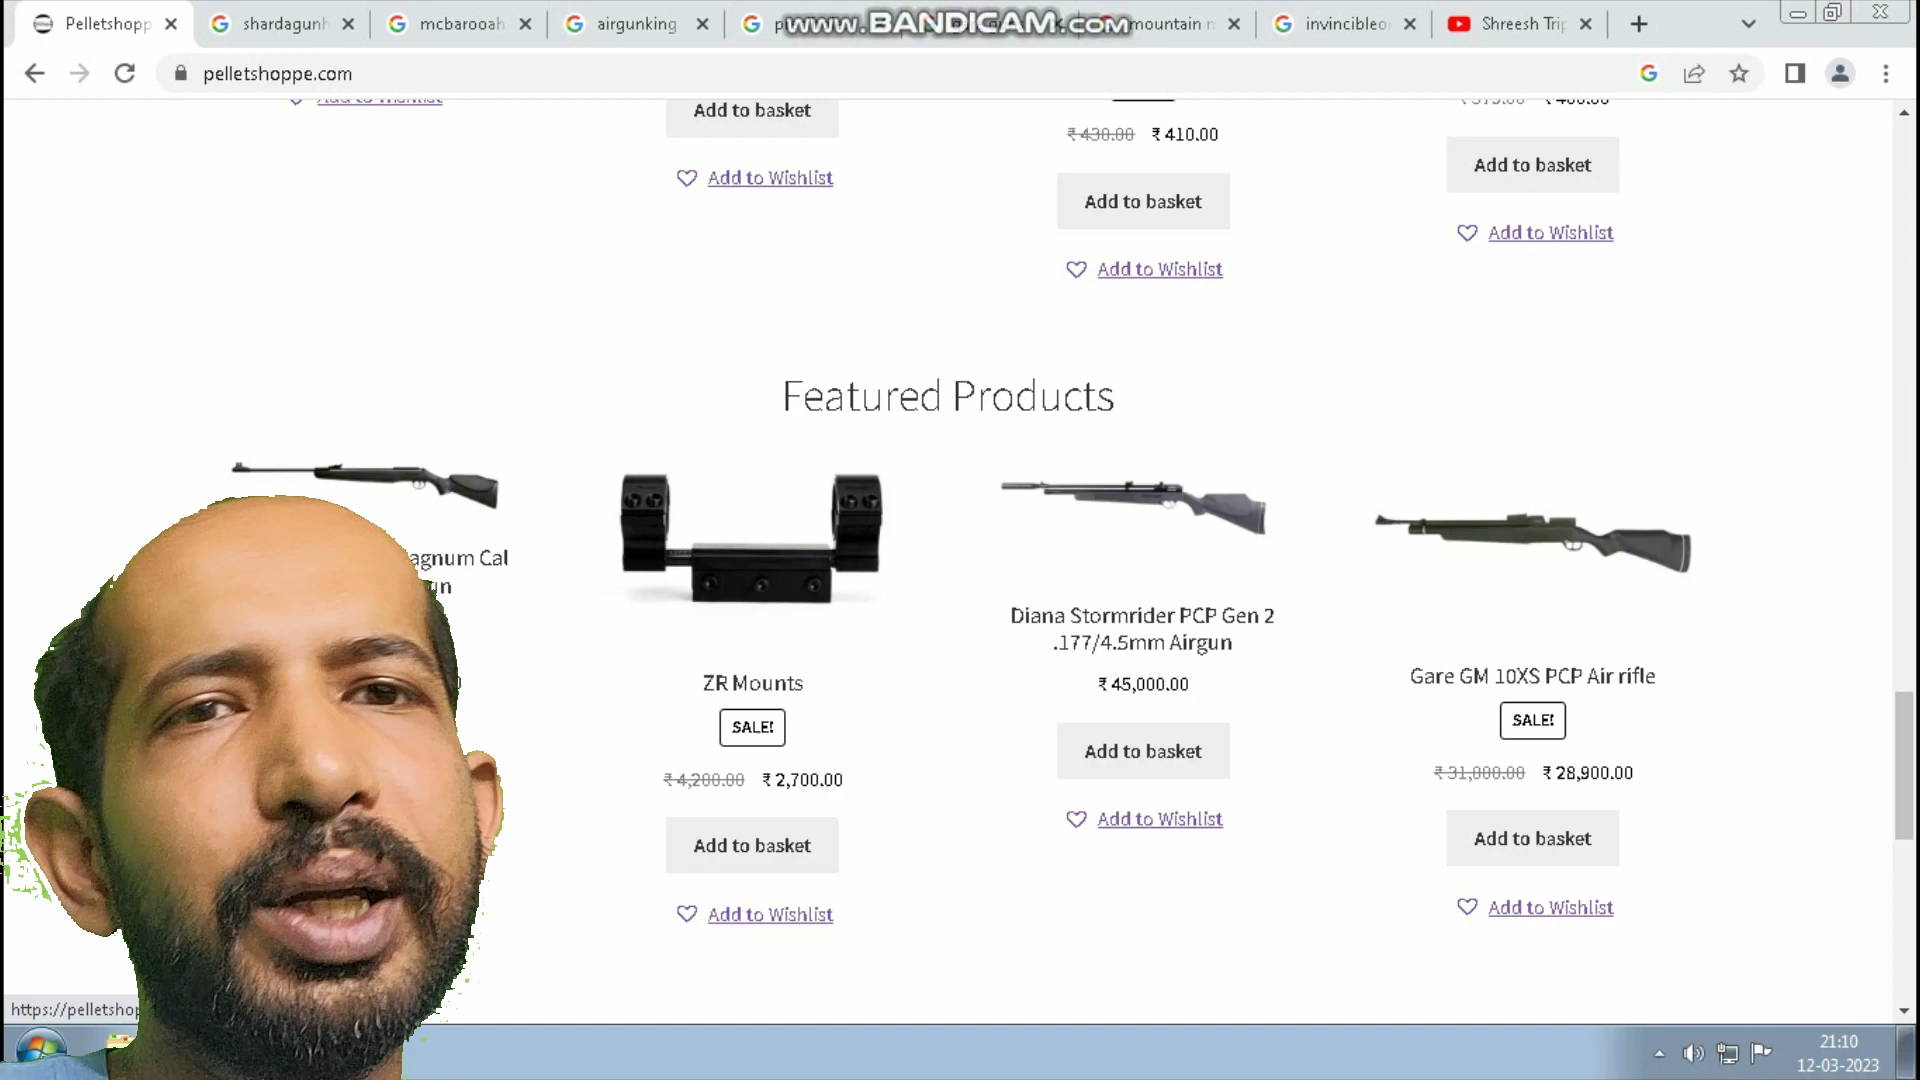 Pelletshopp
shardagunh
mcbarooah
airgunking
www.BANDICAM.com
mountain n
invincibleo
Shreesh Trip
pelletshoppe.com
Add to Wishlist
Add to basket
Add to Wishlist
₹ 430.00 ₹ 410.00
Add to basket
Add to Wishlist
Add to basket
Add to Wishlist
Featured Products
agnum Cal
ZR Mounts
SALE!
₹ 4,200.00 ₹ 2,700.00
Add to basket
Add to Wishlist
Diana Stormrider PCP Gen 2
.177/4.5mm Airgun
₹ 45,000.00
Add to basket
Add to Wishlist
Gare GM 10XS PCP Air rifle
SALE!
₹ 31,000.00 ₹ 28,900.00
Add to basket
Add to Wishlist
https://pelletshop
21:10
12-03-2023